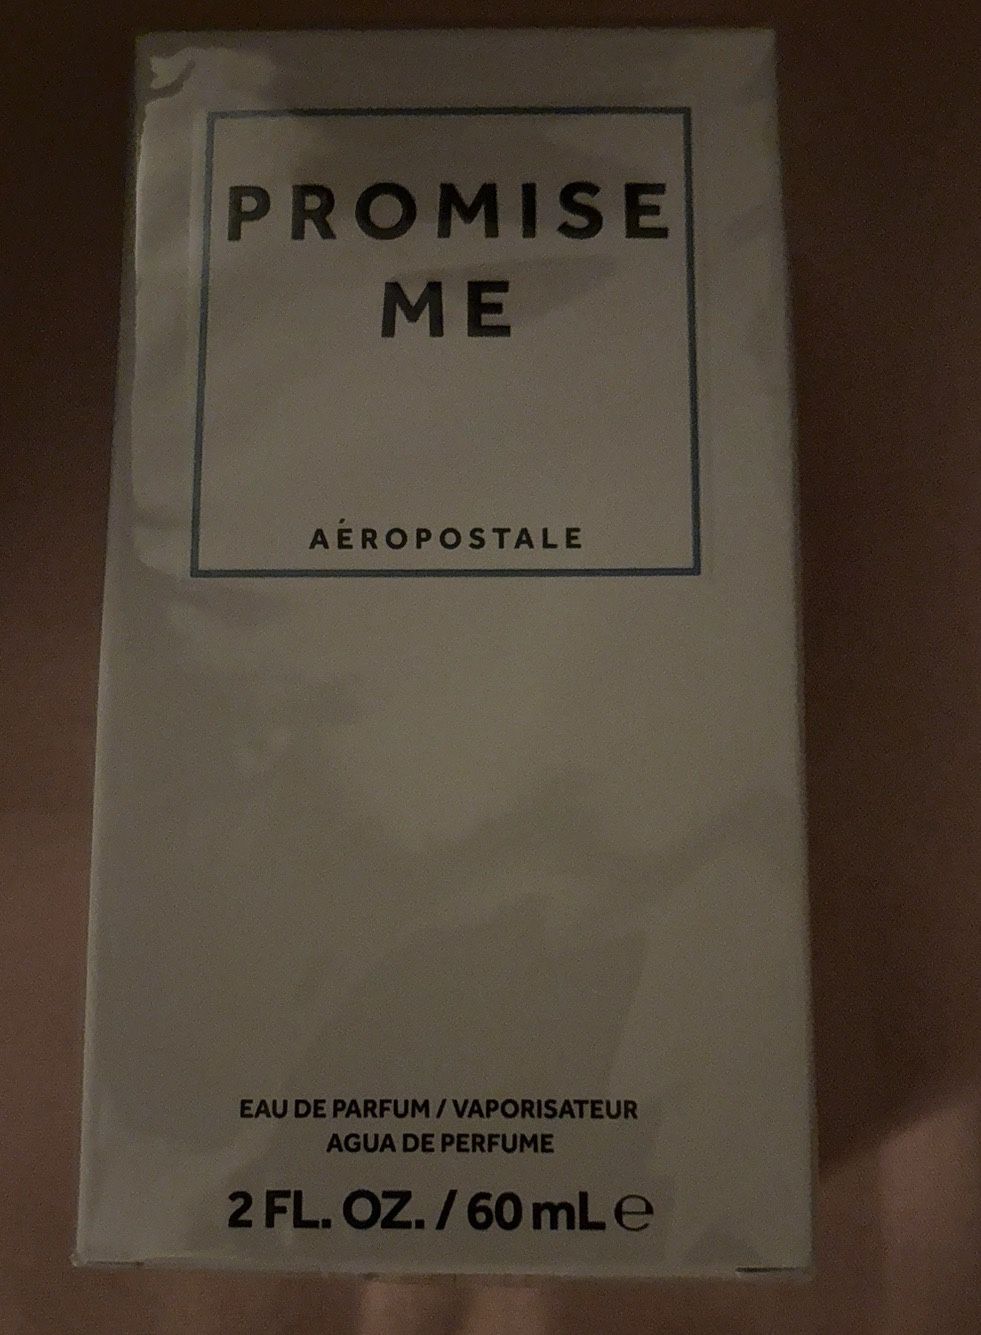 PROMISE
ME
AÉROPOSTALE
EAU DE PARFUM / VAPORISATEUR
AGUA DE PERFUME
2 FL. OZ. / 60 mL ℮